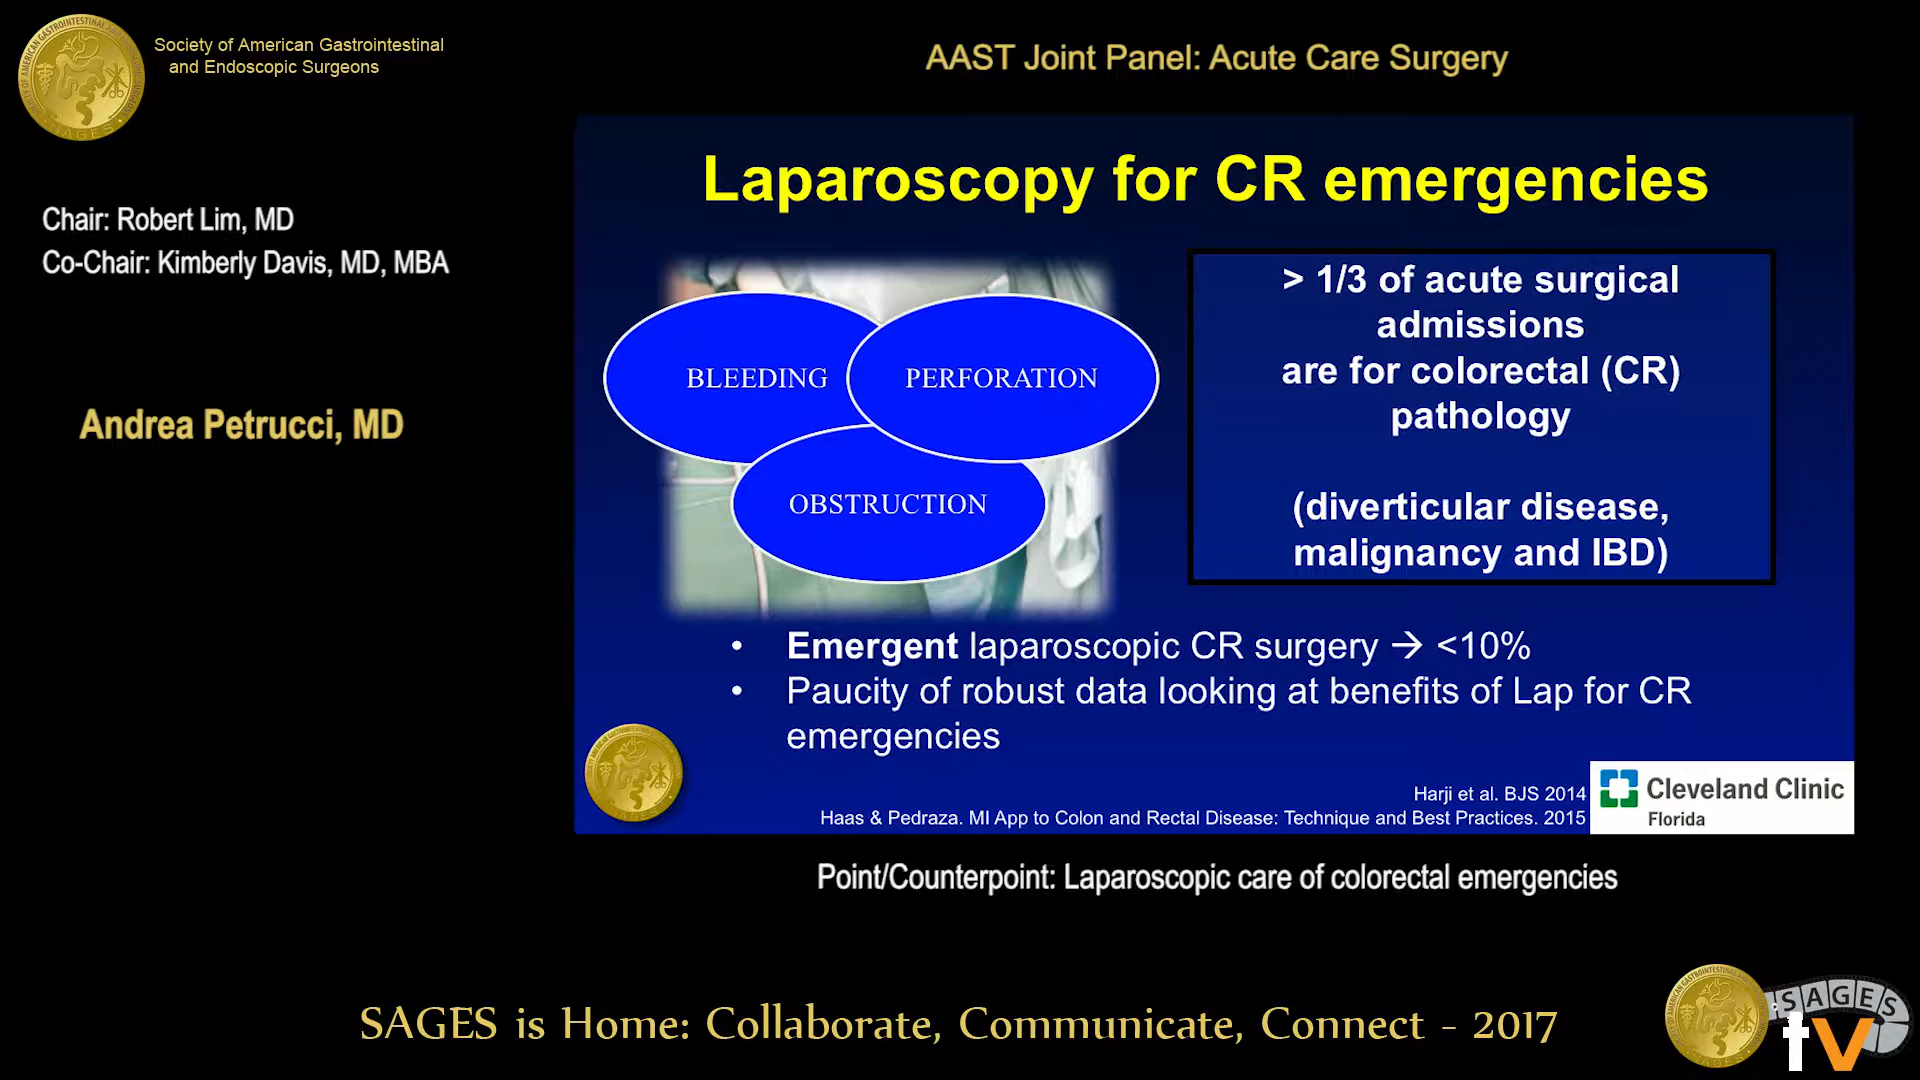 Society of American Gastrointestinal
and Endoscopic Surgeons
AAST Joint Panel: Acute Care Surgery
Chair: Robert Lim, MD
Co-Chair: Kimberly Davis, MD, MBA
Andrea Petrucci, MD
Laparoscopy for CR emergencies
BLEEDING
PERFORATION
OBSTRUCTION
> 1/3 of acute surgical
admissions
are for colorectal (CR)
pathology
(diverticular disease,
malignancy and IBD)
• Emergent laparoscopic CR surgery → <10%
• Paucity of robust data looking at benefits of Lap for CR
emergencies
Harji et al. BJS 2014
Haas & Pedraza. MI App to Colon and Rectal Disease: Technique and Best Practices. 2015
Cleveland Clinic
Florida
Point/Counterpoint: Laparoscopic care of colorectal emergencies
SAGES is Home: Collaborate, Communicate, Connect - 2017
SAGES
tv